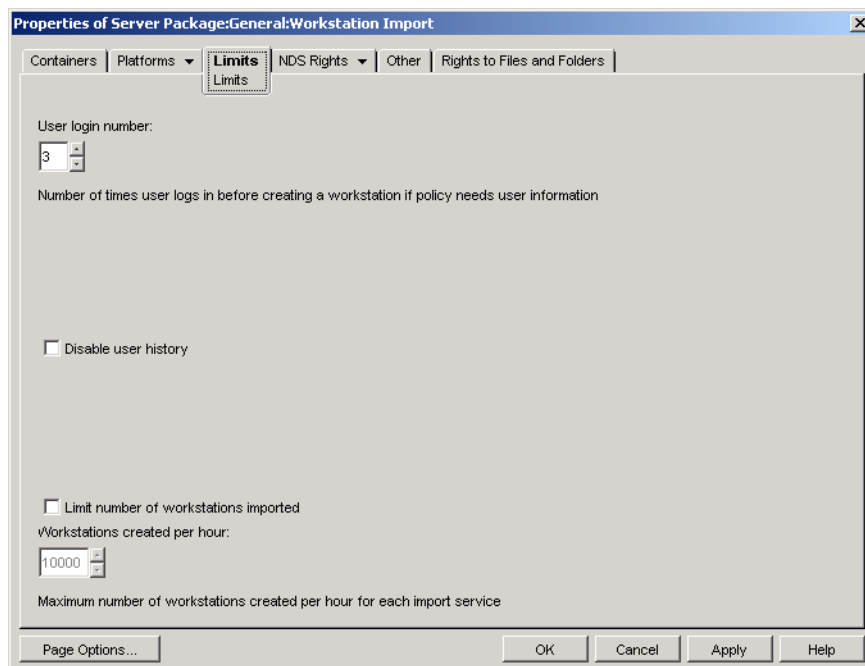 Properties of Server Package:General:Workstation Import
Containers Platforms Limits NDS Rights Other Rights to Files and Folders
Limits
User login number:
3
Number of times user logs in before creating a workstation if policy needs user information
Disable user history
Limit number of workstations imported
Workstations created per hour:
10000
Maximum number of workstations created per hour for each import service
Page Options... OK Cancel Apply Help